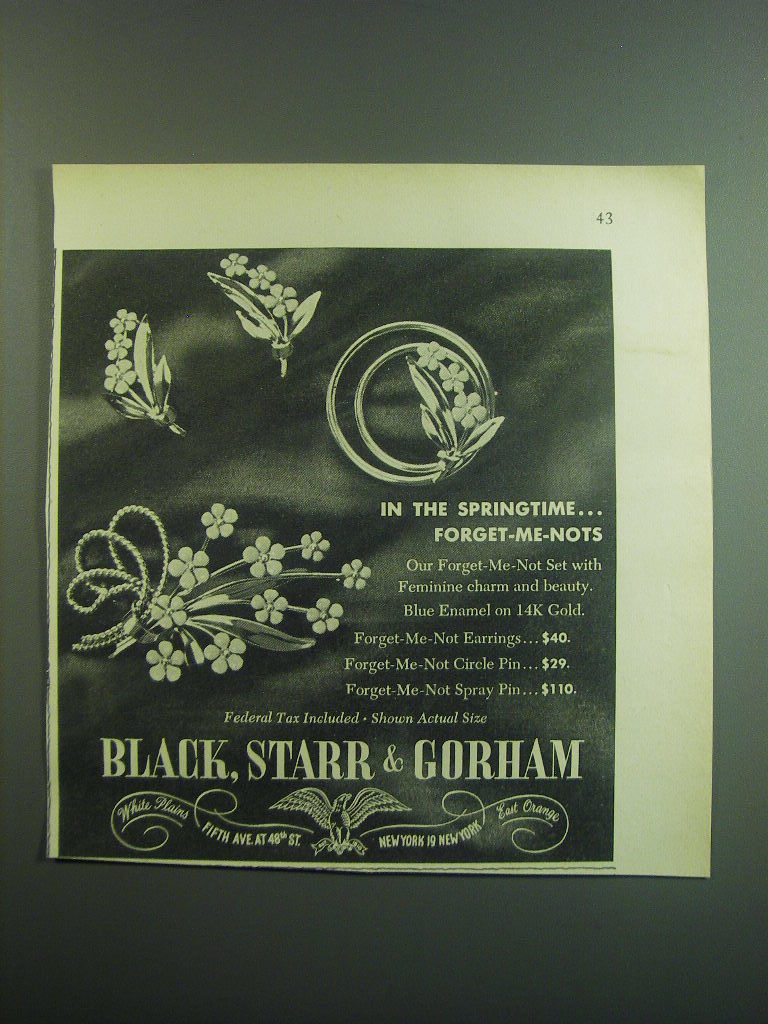 43
IN THE SPRINGTIME...
FORGET-ME-NOTS
Our Forget-Me-Not Set with
Feminine charm and beauty.
Blue Enamel on 14K Gold.
Forget-Me-Not Earrings...$40.
Forget-Me-Not Circle Pin...$29.
Forget-Me-Not Spray Pin...$110.
Federal Tax Included • Shown Actual Size
BLACK, STARR & GORHAM
White Plains
East Orange
FIFTH AVE. AT 48th ST.
NEW YORK 19 NEW YORK